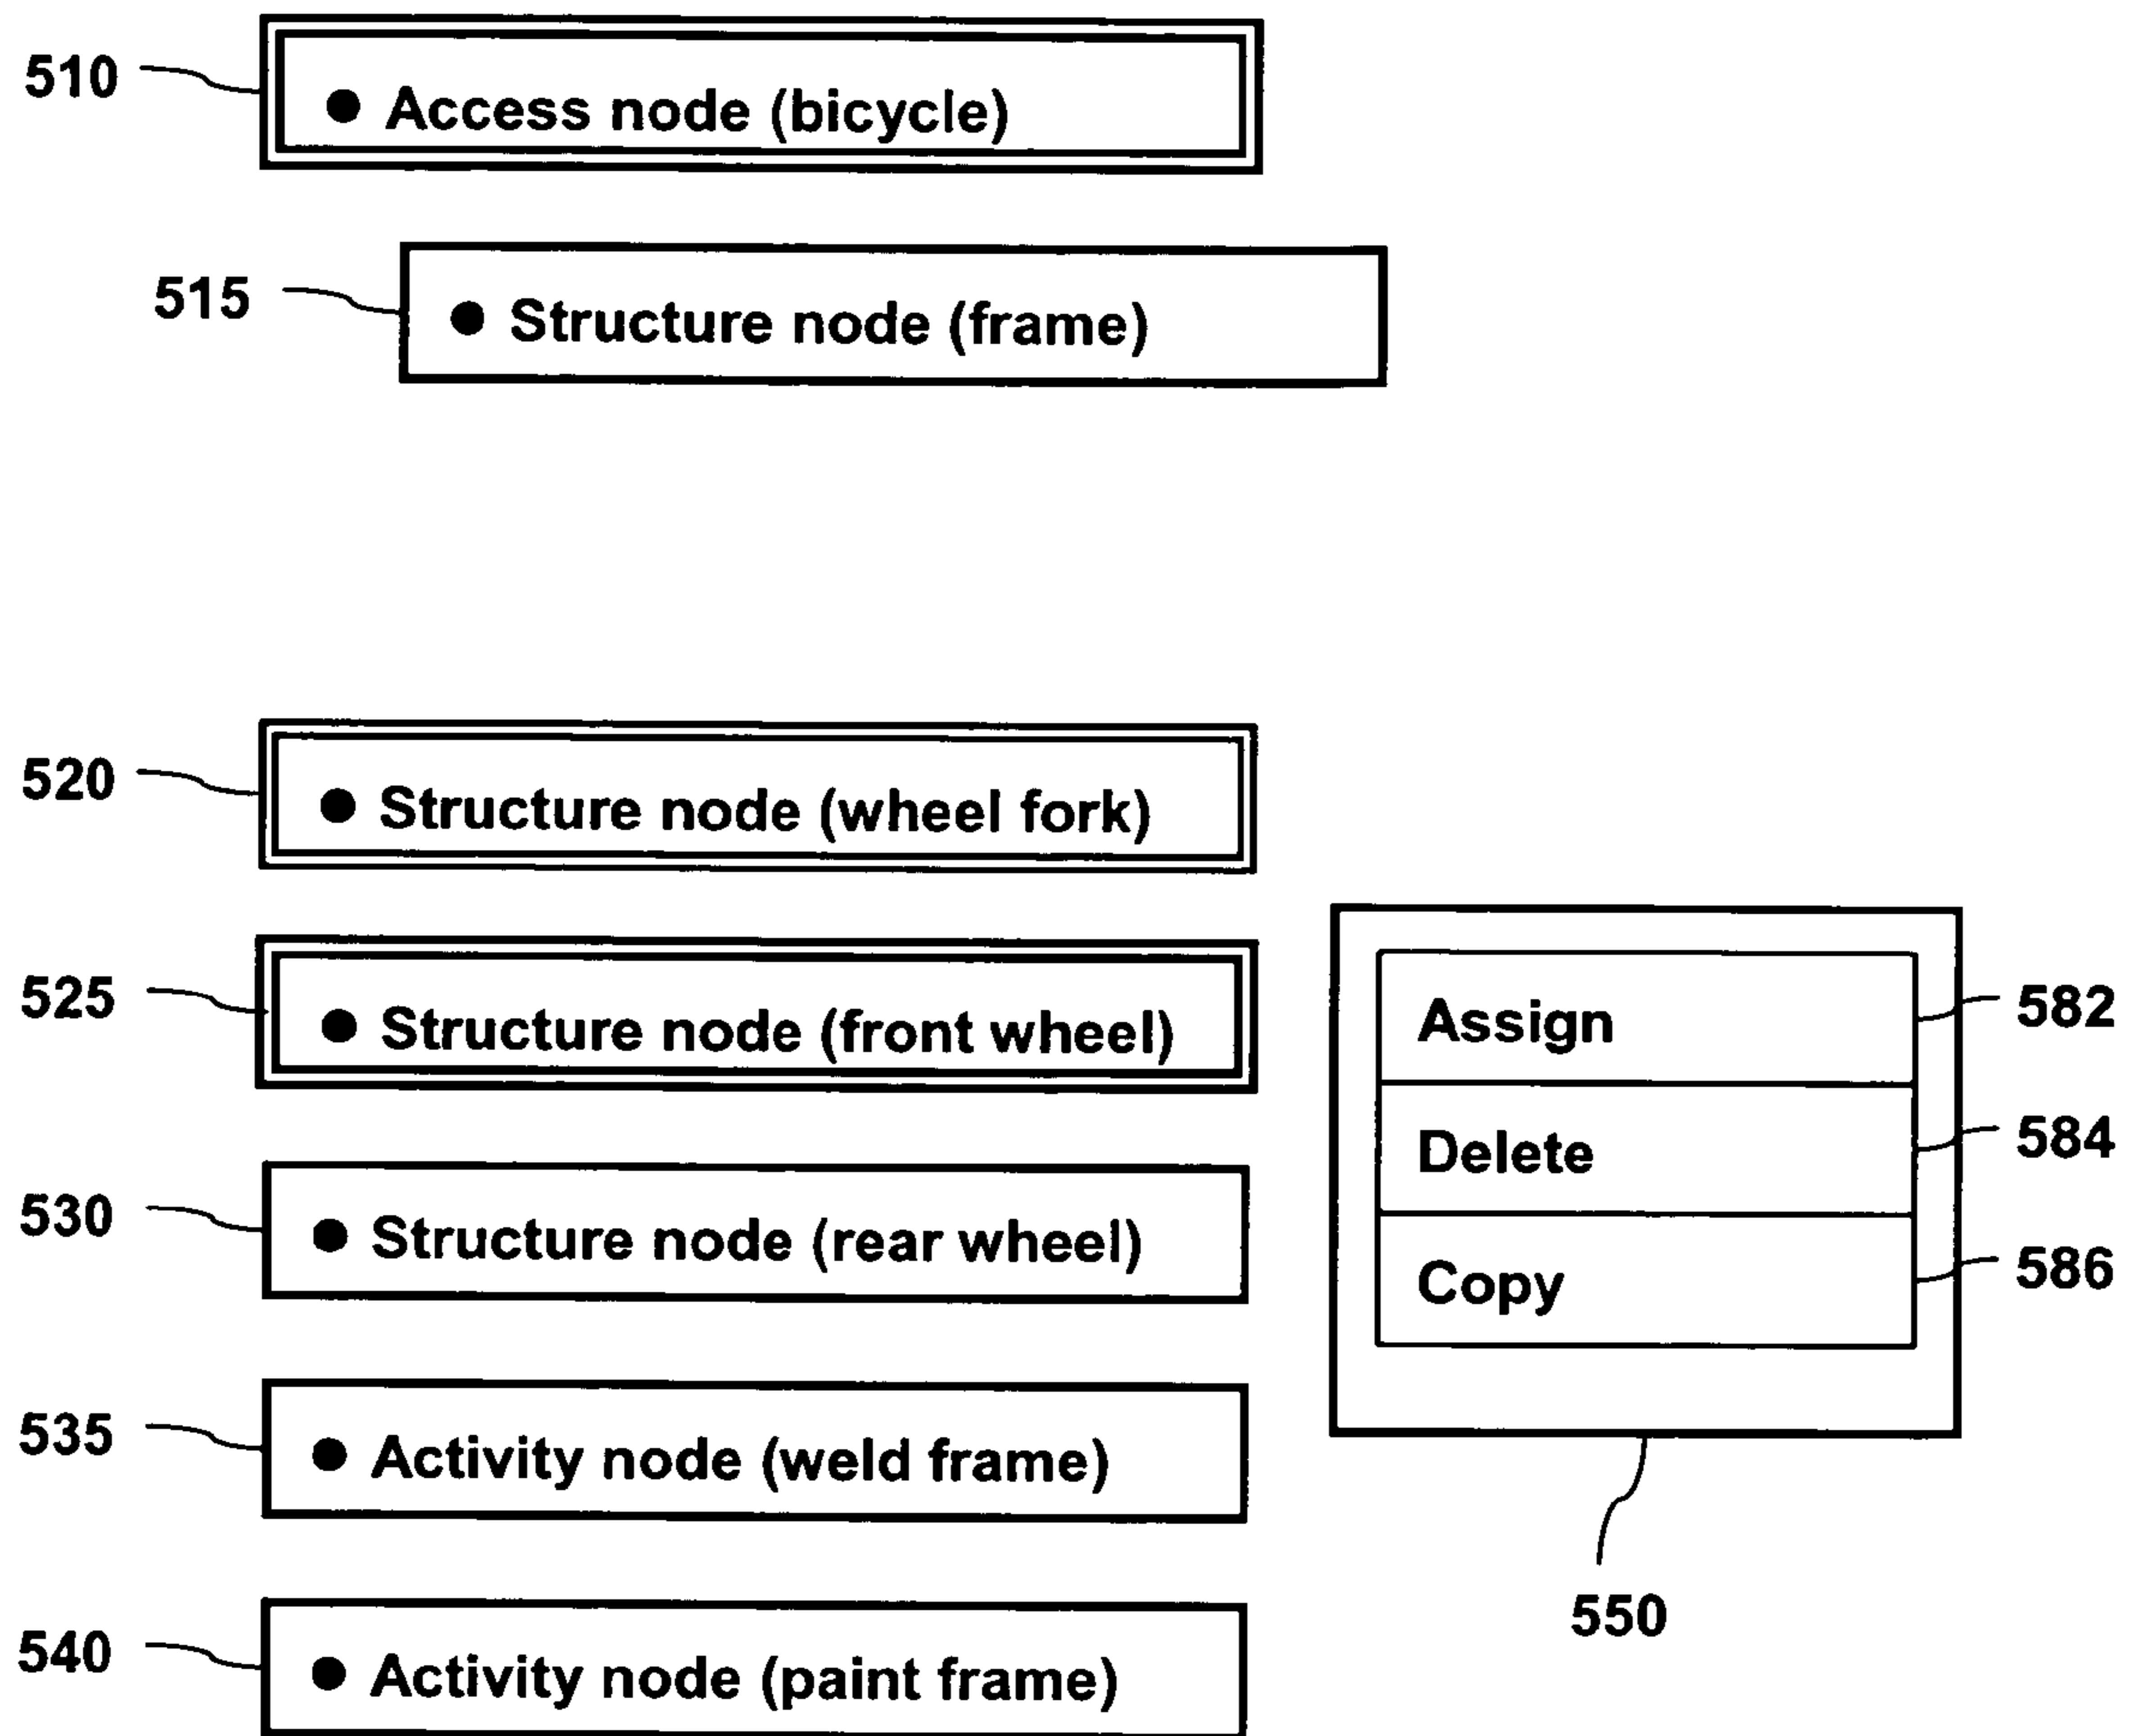 510
● Access node (bicycle)
515
● Structure node (frame)
520
● Structure node (wheel fork)
525
● Structure node (front wheel)
530
● Structure node (rear wheel)
535
● Activity node (weld frame)
540
● Activity node (paint frame)
Assign
582
Delete
584
Copy
586
550